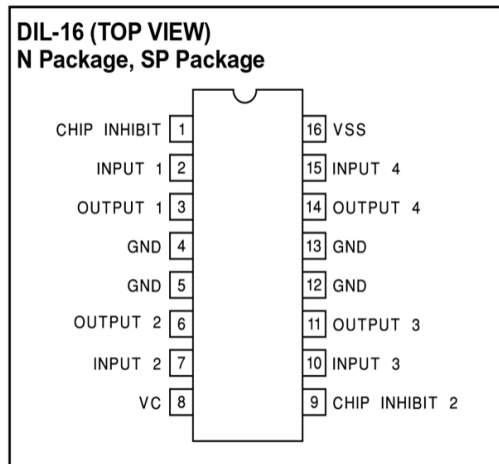 DIL-16 (TOP VIEW)
N Package, SP Package
CHIP INHIBIT 1
16 VSS
INPUT 1 2
15 INPUT 4
OUTPUT 1 3
14 OUTPUT 4
GND 4
13 GND
GND 5
12 GND
OUTPUT 2 6
11 OUTPUT 3
INPUT 2 7
10 INPUT 3
VC 8
9 CHIP INHIBIT 2